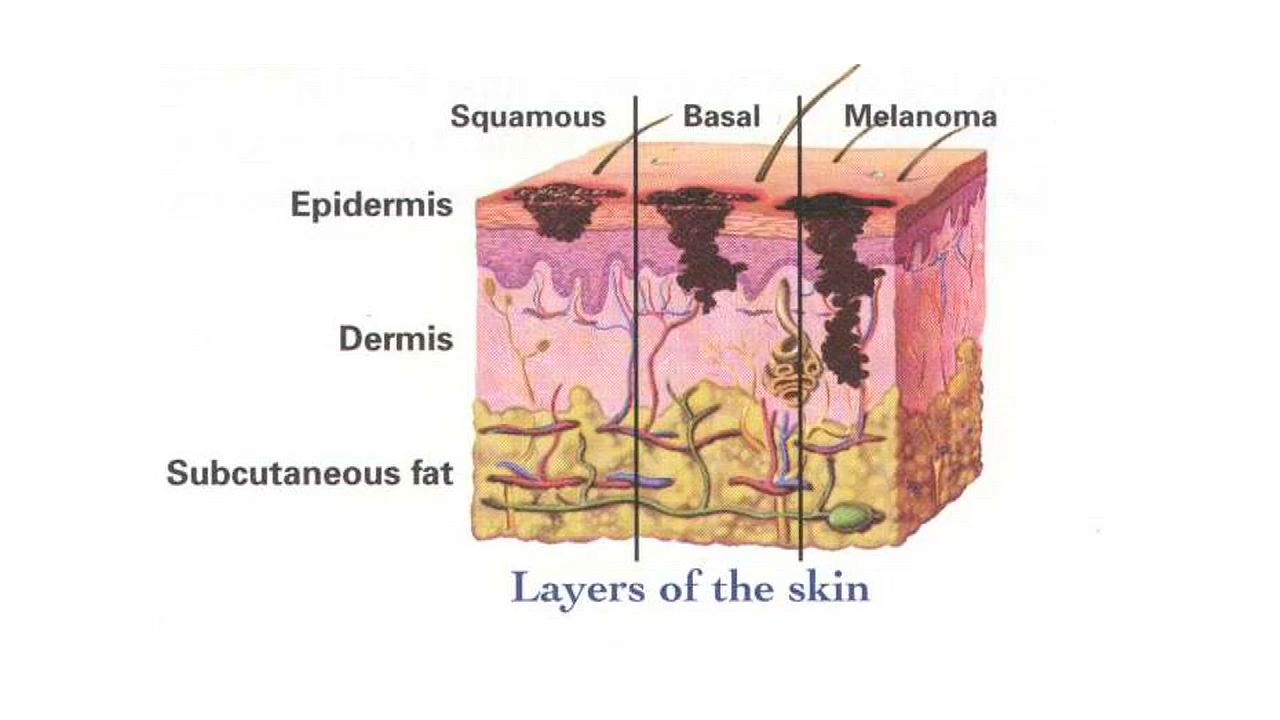 Squamous Basal Melanoma
Epidermis
Dermis
Subcutaneous fat
Layers of the skin